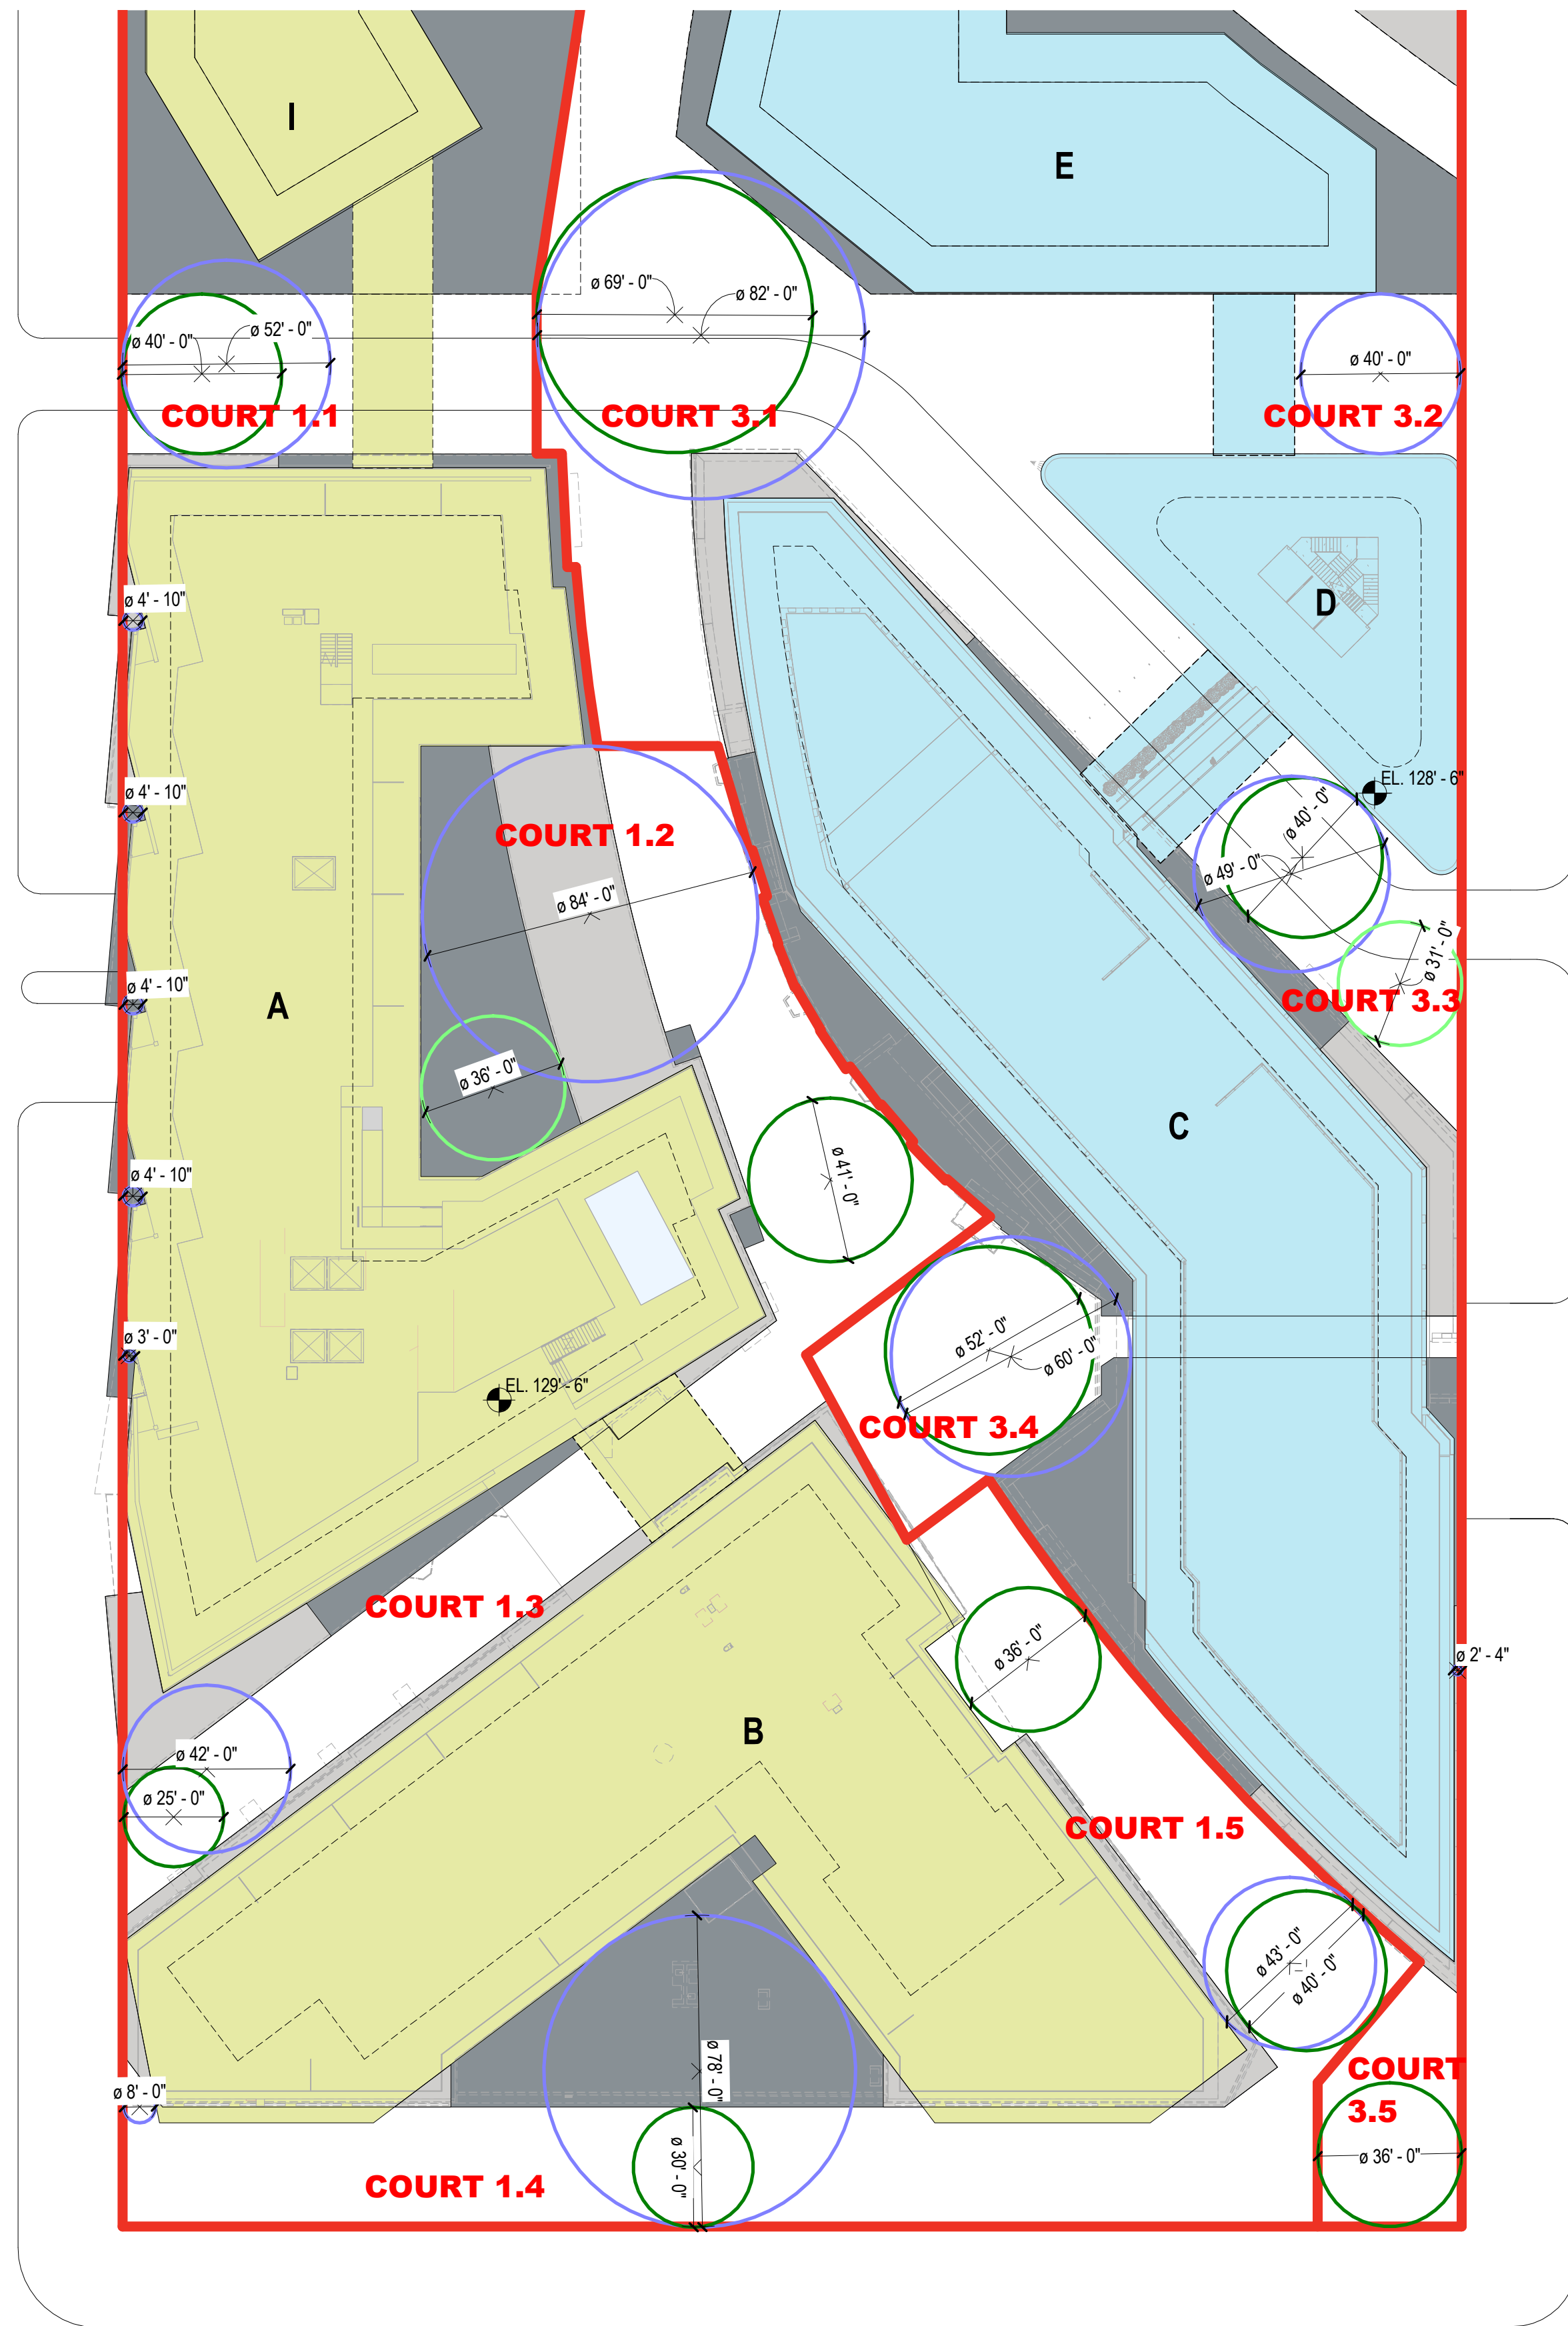 I
E
ø 69' - 0"
ø 82' - 0"
ø 40' - 0"
ø 52' - 0"
ø 40' - 0"
COURT 1.1
COURT 3.1
COURT 3.2
ø 4' - 10"
D
EL. 128' - 6"
ø 4' - 10"
ø 40' - 0"
COURT 1.2
ø 49' - 0"
ø 84' - 0"
ø 31' - 0"
ø 4' - 10"
A
COURT 3.3
ø 36' - 0"
C
ø 4' - 10"
ø 41' - 0"
ø 3' - 0"
ø 52' - 0"
ø 60' - 0"
EL. 129' - 6"
COURT 3.4
COURT 1.3
ø 36' - 0"
ø 2' - 4"
B
ø 42' - 0"
ø 25' - 0"
COURT 1.5
ø 43' - 0"
ø 40' - 0"
ø 78' - 0"
COURT
3.5
ø 8' - 0"
ø 30' - 0"
ø 36' - 0"
COURT 1.4